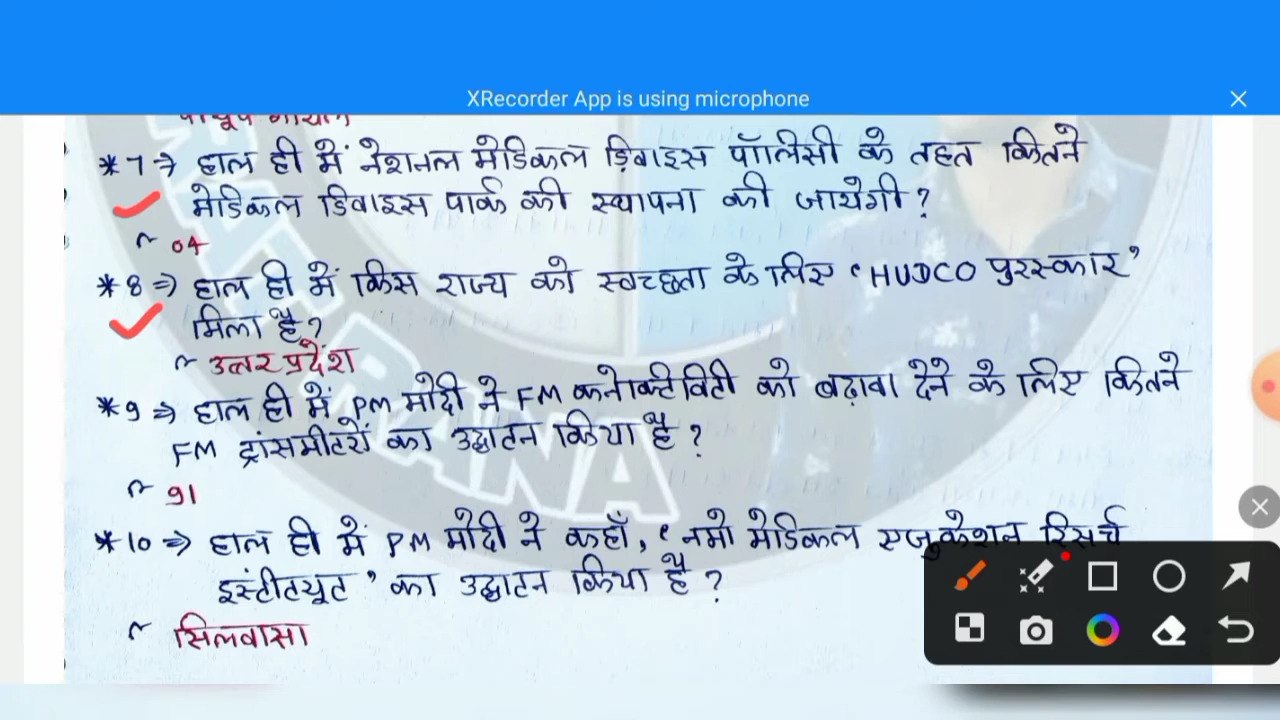 XRecorder App is using microphone
*7⇒ हाल ही में नेशनल मेडिकल डिवाइस पॉलिसी के तहत कितने
मेडिकल डिवाइस पार्क की स्थापना की जायेगी?
~ 04
*8⇒ हाल ही में किस राज्य को स्वच्छता के लिए ‘HUDCO पुरस्कार’
मिला है?
~ उत्तर प्रदेश
*9⇒ हाल ही में PM मोदी ने FM कनेक्टिविटी को बढ़ावा देने के लिए कितने
FM ट्रांसमीटरों का उद्घाटन किया है?
~ 91
*10⇒ हाल ही में PM मोदी ने कहाँ, ‘नमो मेडिकल एजुकेशन रिसर्च
इंस्टीट्यूट’ का उद्घाटन किया है?
~ सिलवासा